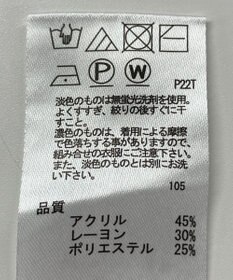 P W
P22T
淡色のものは無蛍光洗剤を使用。
よくすすぎ、絞りの後すぐに干
すこと。
濃色のものは、着用による摩擦
で色落ちする事がありますので、
組み合せの衣服にご注意下さい。
また、淡色のものとは別にお洗
い下さい。
105
品質
アクリル 45%
レーヨン 30%
ポリエステル 25%